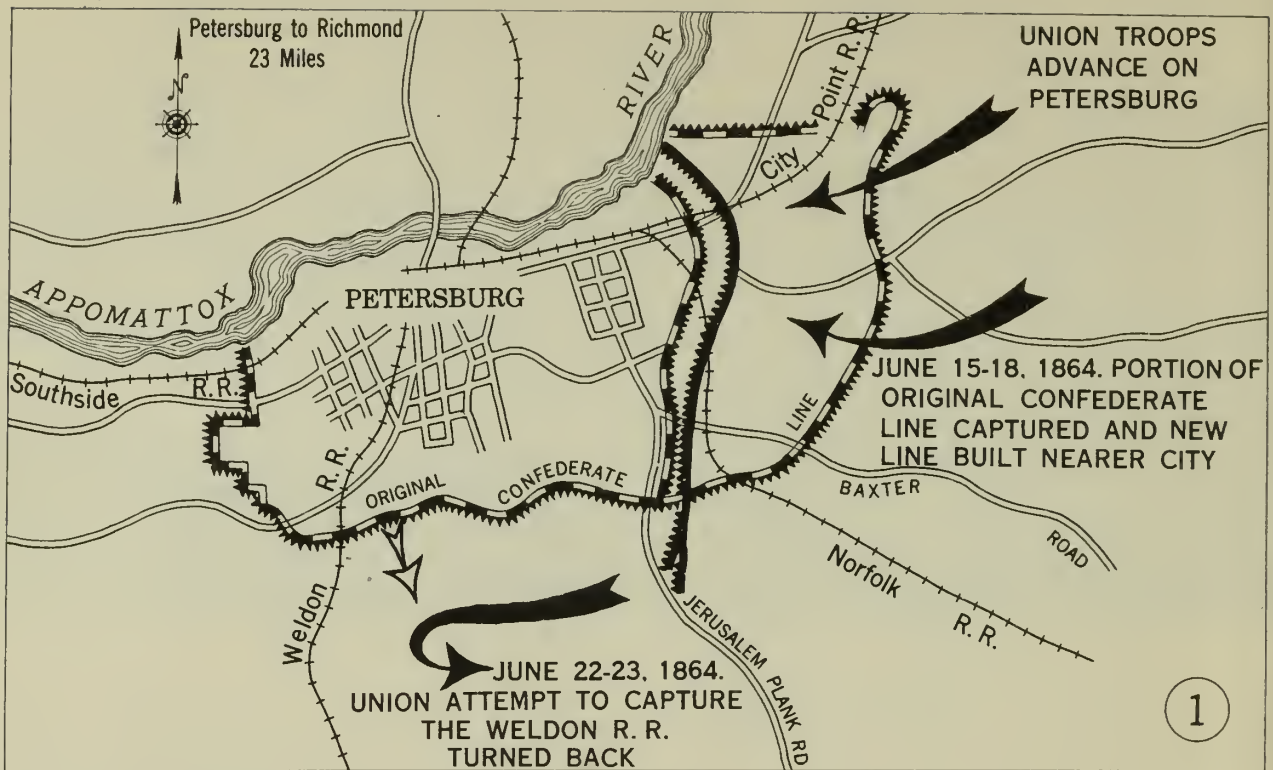 Petersburg to Richmond
23 Miles
N
UNION TROOPS
ADVANCE ON
PETERSBURG
RIVER
City Point R.R.
APPOMATTOX
PETERSBURG
Southside R.R.
JUNE 15-18, 1864. PORTION OF
ORIGINAL CONFEDERATE
LINE CAPTURED AND NEW
LINE BUILT NEARER CITY
ORIGINAL CONFEDERATE LINE
BAXTER ROAD
Weldon R.R.
Norfolk R.R.
JERUSALEM PLANK RD
JUNE 22-23, 1864.
UNION ATTEMPT TO CAPTURE
THE WELDON R. R.
TURNED BACK
1